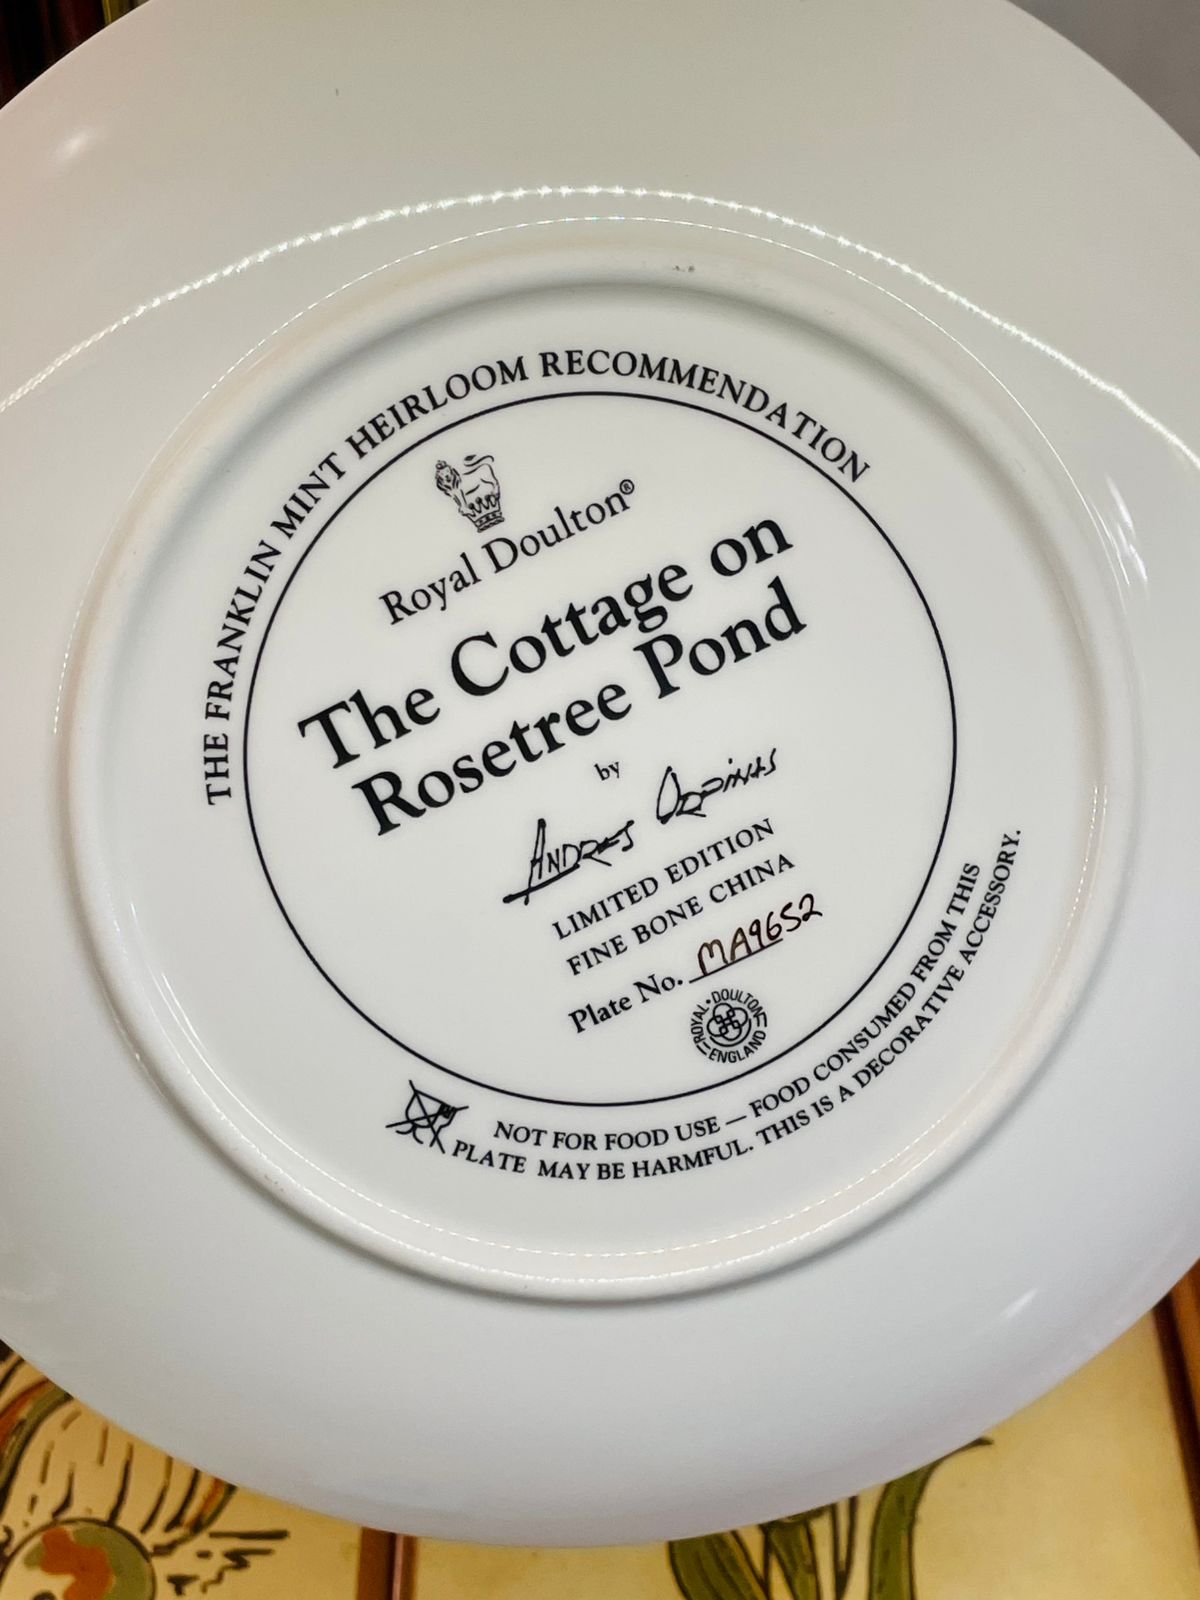 THE FRANKLIN MINT HEIRLOOM RECOMMENDATION
Royal Doulton®
The Cottage on
Rosetree Pond
by
ANDRES ORPINAS
LIMITED EDITION
FINE BONE CHINA
Plate No. MA9652
ROYAL • DOULTON
ENGLAND
NOT FOR FOOD USE — FOOD CONSUMED FROM THIS
PLATE MAY BE HARMFUL. THIS IS A DECORATIVE ACCESSORY.